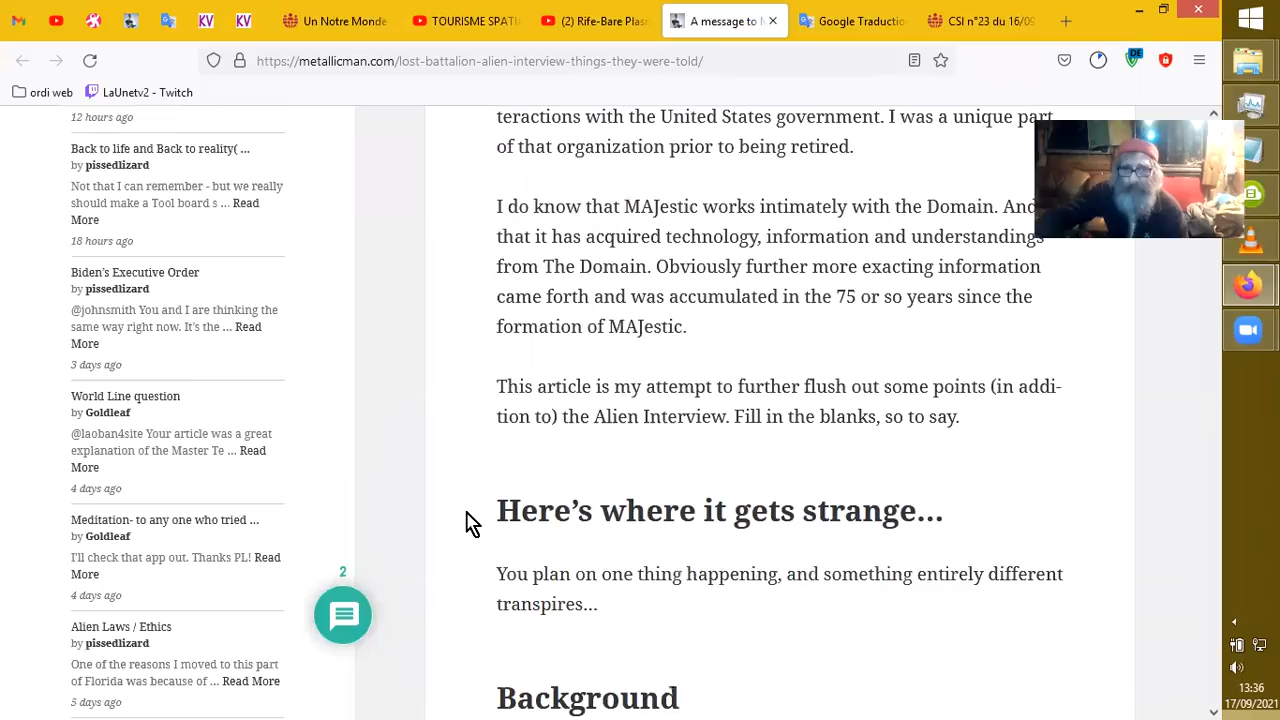 Un Notre Monde
TOURISME SPATI
(2) Rife-Bare Plasn
A message to
Google Traductio
CSI n°23 du 16/09
https://metallicman.com/lost-battalion-alien-interview-things-they-were-told/
DE
ordi web
LaUnetv2 - Twitch
12 hours ago
Back to life and Back to reality( ...
by pissedlizard
Not that I can remember - but we really
should make a Tool board s ... Read
More
18 hours ago
Biden’s Executive Order
by pissedlizard
@johnsmith You and I are thinking the
same way right now. It’s the ... Read
More
3 days ago
World Line question
by Goldleaf
@laoban4site Your article was a great
explanation of the Master Te ... Read
More
4 days ago
Meditation- to any one who tried ...
by Goldleaf
I’ll check that app out. Thanks PL! Read
More
4 days ago
Alien Laws / Ethics
by pissedlizard
One of the reasons I moved to this part
of Florida was because of ... Read More
5 days ago
2
teractions with the United States government. I was a unique part
of that organization prior to being retired.
I do know that MAJestic works intimately with the Domain. And
that it has acquired technology, information and understandings
from The Domain. Obviously further more exacting information
came forth and was accumulated in the 75 or so years since the
formation of MAJestic.
This article is my attempt to further flush out some points (in addi-
tion to) the Alien Interview. Fill in the blanks, so to say.
Here’s where it gets strange…
You plan on one thing happening, and something entirely different
transpires…
Background
13:36
17/09/2021